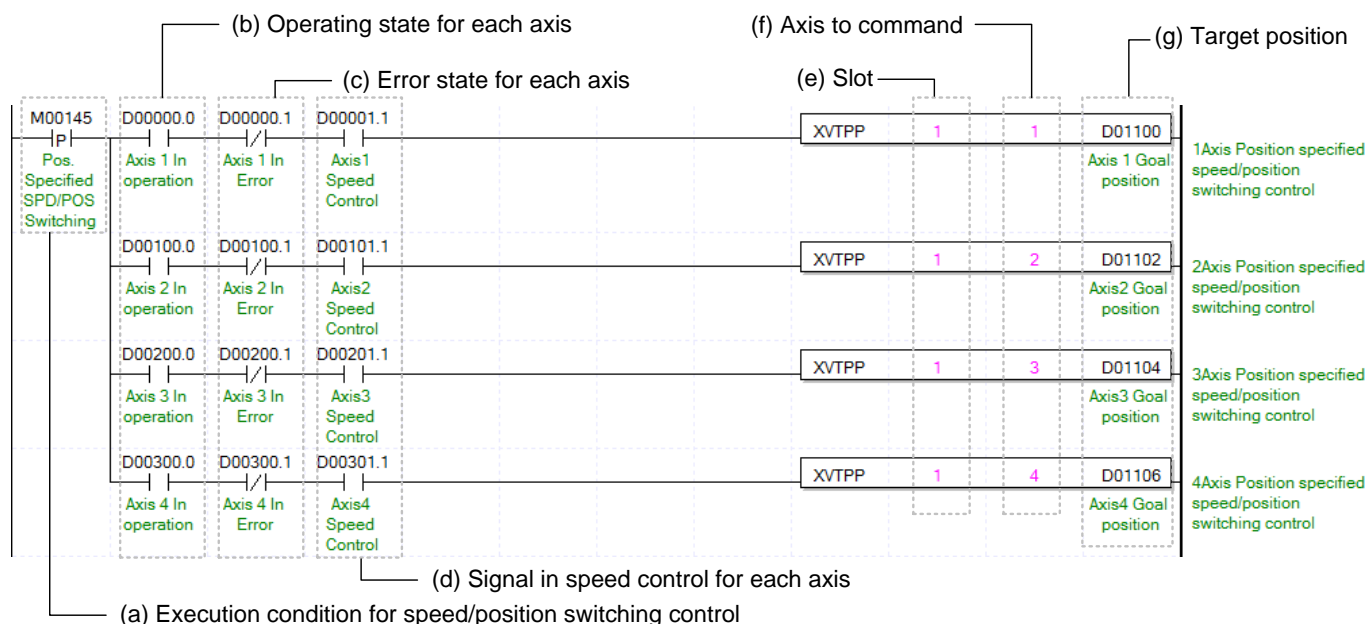 (b) Operating state for each axis
(f) Axis to command
(g) Target position
(c) Error state for each axis
(e) Slot
M00145
D00000.0
D00000.1
D00001.1
P
XVTPP
1
1
D01100
Pos.
Specified
SPD/POS
Switching
Axis 1 In
operation
Axis 1 In
Error
Axis1
Speed
Control
Axis 1 Goal
position
1Axis Position specified
speed/position
switching control
D00100.0
D00100.1
D00101.1
XVTPP
1
2
D01102
Axis 2 In
operation
Axis 2 In
Error
Axis2
Speed
Control
Axis2 Goal
position
2Axis Position specified
speed/position
switching control
D00200.0
D00200.1
D00201.1
XVTPP
1
3
D01104
Axis 3 In
operation
Axis 3 In
Error
Axis3
Speed
Control
Axis3 Goal
position
3Axis Position specified
speed/position
switching control
D00300.0
D00300.1
D00301.1
XVTPP
1
4
D01106
Axis 4 In
operation
Axis 4 In
Error
Axis4
Speed
Control
Axis4 Goal
position
4Axis Position specified
speed/position
switching control
(d) Signal in speed control for each axis
(a) Execution condition for speed/position switching control